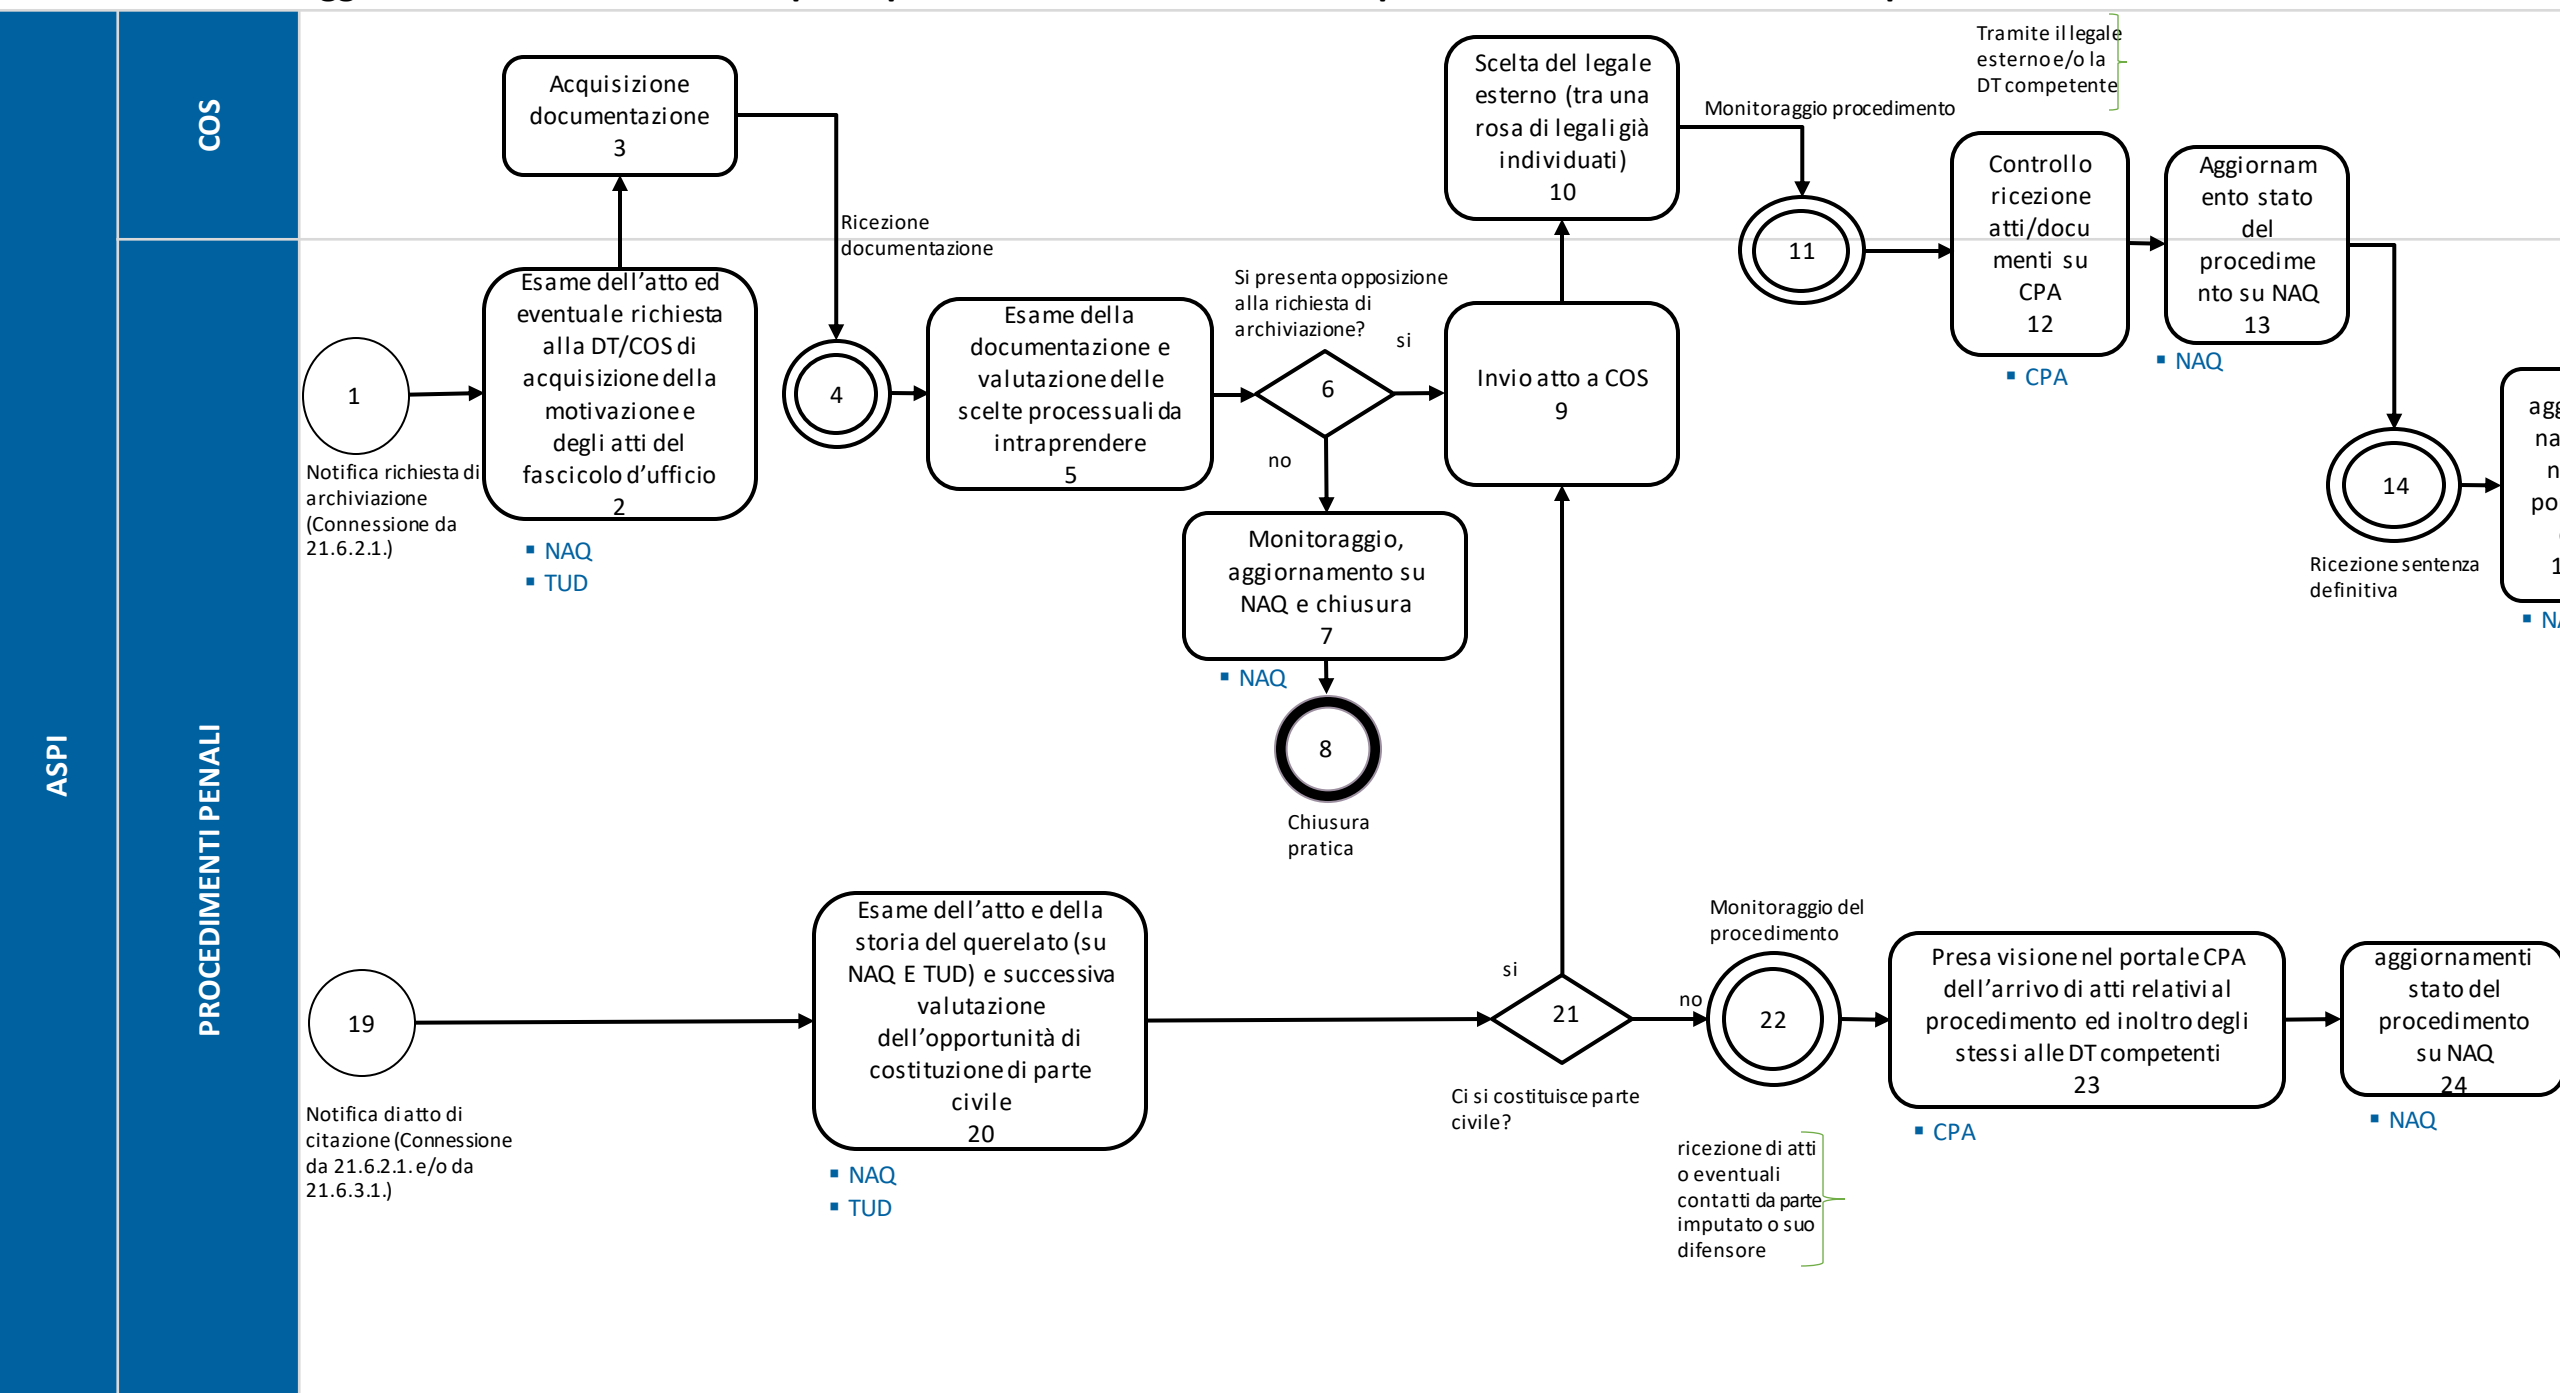 ASPI
COS
PROCEDIMENTI PENALI
Acquisizione
documentazione
3
Ricezione
documentazione
Esame dell’atto ed
eventuale richiesta
alla DT/COS di
acquisizione della
motivazione e
degli atti del
fascicolo d’ufficio
2
▪ NAQ
▪ TUD
1
Notifica richiesta di
archiviazione
(Connessione da
21.6.2.1.)
4
Esame della
documentazione e
valutazione delle
scelte processuali da
intraprendere
5
Si presenta opposizione
alla richiesta di
archiviazione?
si
6
no
Monitoraggio,
aggiornamento su
NAQ e chiusura
7
▪ NAQ
8
Chiusura
pratica
Invio atto a COS
9
Scelta del legale
esterno (tra una
rosa di legali già
individuati)
10
Monitoraggio procedimento
11
Tramite il legale
esterno e/o la
DT competente
Controllo
ricezione
atti/docu
menti su
CPA
12
▪ CPA
Aggiornam
ento stato
del
procedime
nto su NAQ
13
▪ NAQ
14
Ricezione sentenza
definitiva
19
Notifica di atto di
citazione (Connessione
da 21.6.2.1. e/o da
21.6.3.1.)
Esame dell’atto e della
storia del querelato (su
NAQ E TUD) e successiva
valutazione
dell’opportunità di
costituzione di parte
civile
20
▪ NAQ
▪ TUD
si
21
no
Ci si costituisce parte
civile?
Monitoraggio del
procedimento
22
ricezione di atti
o eventuali
contatti da parte
imputato o suo
difensore
Presa visione nel portale CPA
dell’arrivo di atti relativi al
procedimento ed inoltro degli
stessi alle DT competenti
23
▪ CPA
aggiornamenti
stato del
procedimento
su NAQ
24
▪ NAQ